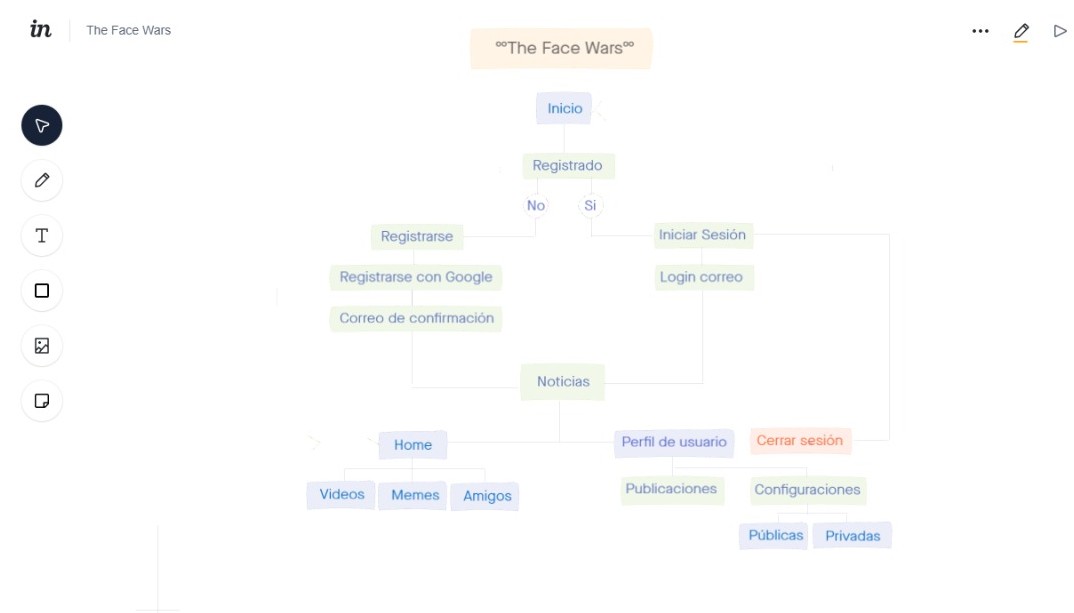 in
The Face Wars
°°The Face Wars°°
Inicio
Registrado
No
Si
Registrarse
Iniciar Sesión
Registrarse con Google
Login correo
Correo de confirmación
Noticias
Home
Perfil de usuario
Cerrar sesión
Videos
Memes
Amigos
Publicaciones
Configuraciones
Públicas
Privadas
T